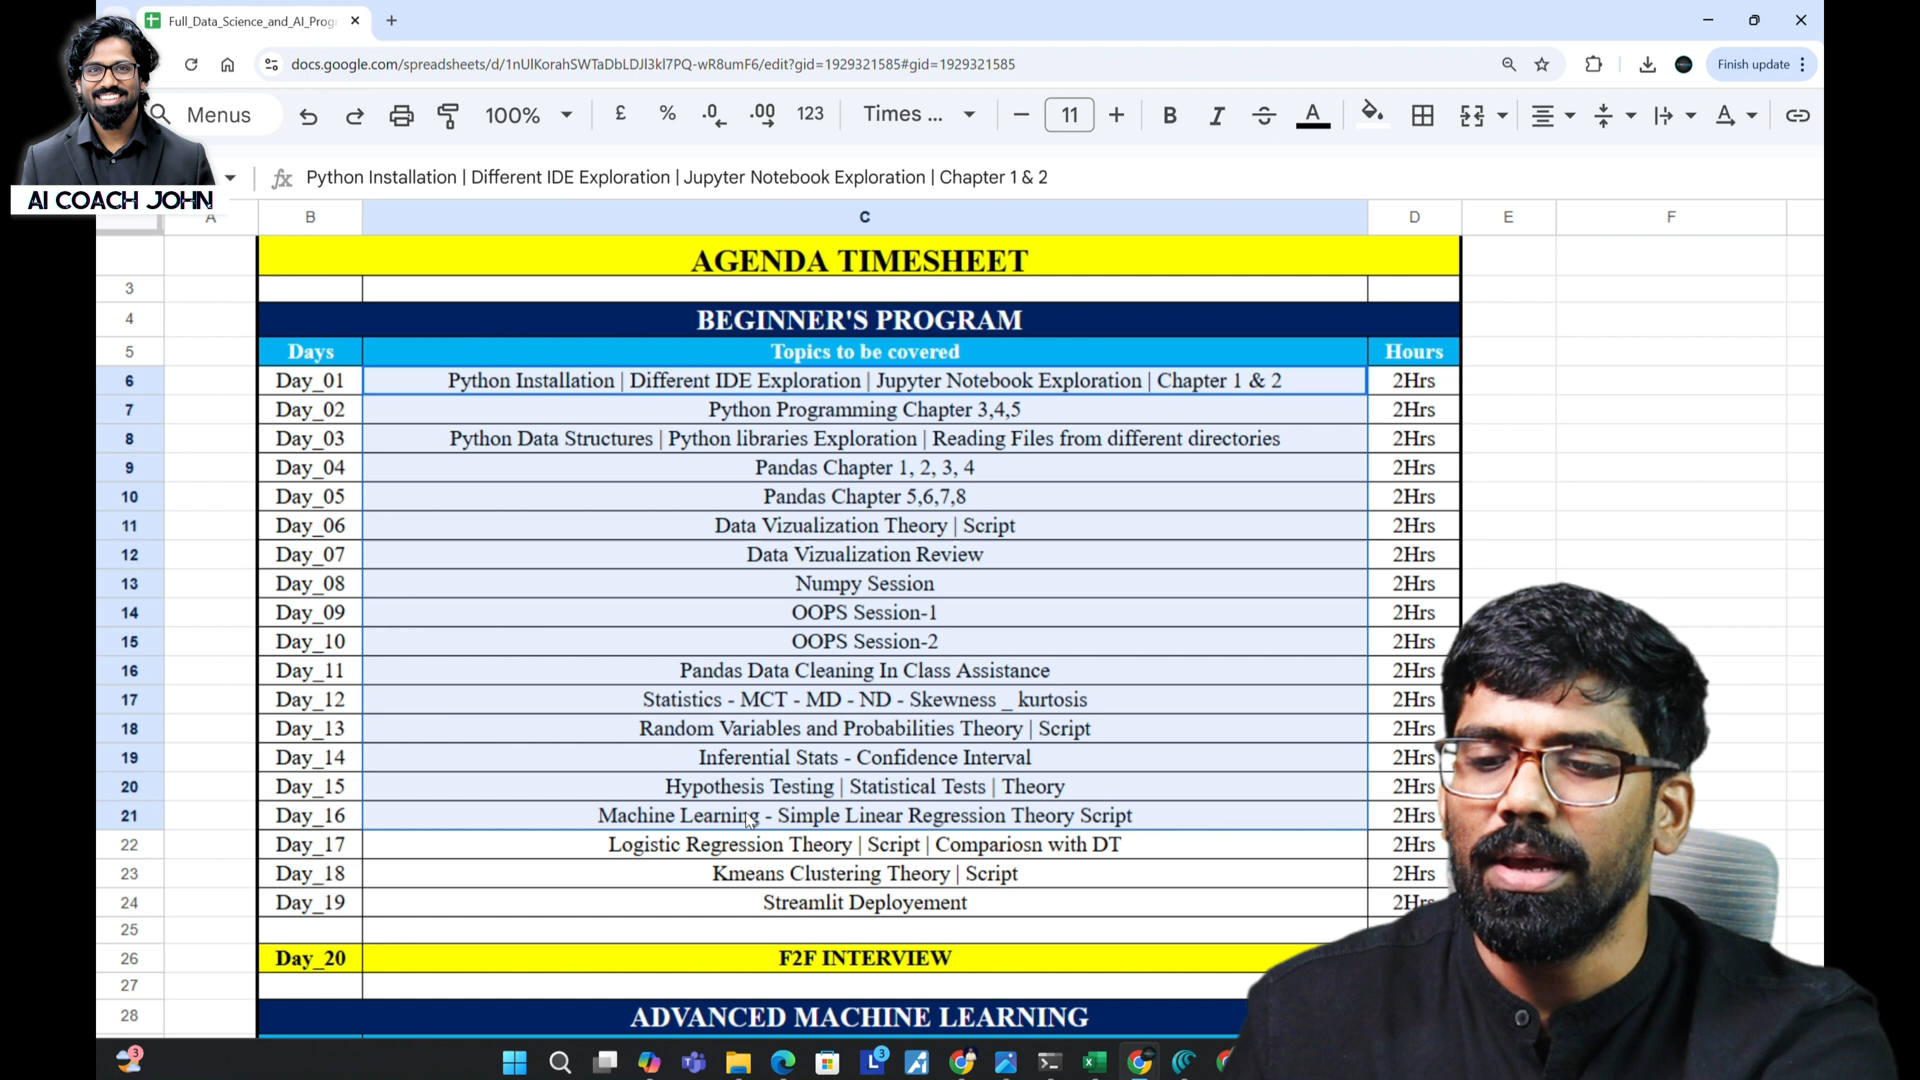 Full_Data_Science_and_AI_Prog
docs.google.com/spreadsheets/d/1nUlKorahSWTaDbLDJl3kl7PQ-wR8umF6/edit?gid=1929321585#gid=1929321585
Finish update
Menus
100%
£
%
.0
.00
123
Times ...
11
B
I
A
AI COACH JOHN
Python Installation | Different IDE Exploration | Jupyter Notebook Exploration | Chapter 1 & 2
A B C D E F
AGENDA TIMESHEET
3
4 BEGINNER'S PROGRAM
5 Days Topics to be covered Hours
6 Day_01 Python Installation | Different IDE Exploration | Jupyter Notebook Exploration | Chapter 1 & 2 2Hrs
7 Day_02 Python Programming Chapter 3,4,5 2Hrs
8 Day_03 Python Data Structures | Python libraries Exploration | Reading Files from different directories 2Hrs
9 Day_04 Pandas Chapter 1, 2, 3, 4 2Hrs
10 Day_05 Pandas Chapter 5,6,7,8 2Hrs
11 Day_06 Data Vizualization Theory | Script 2Hrs
12 Day_07 Data Vizualization Review 2Hrs
13 Day_08 Numpy Session 2Hrs
14 Day_09 OOPS Session-1 2Hrs
15 Day_10 OOPS Session-2 2Hrs
16 Day_11 Pandas Data Cleaning In Class Assistance 2Hrs
17 Day_12 Statistics - MCT - MD - ND - Skewness _ kurtosis 2Hrs
18 Day_13 Random Variables and Probabilities Theory | Script 2Hrs
19 Day_14 Inferential Stats - Confidence Interval 2Hrs
20 Day_15 Hypothesis Testing | Statistical Tests | Theory 2Hrs
21 Day_16 Machine Learning - Simple Linear Regression Theory Script 2Hrs
22 Day_17 Logistic Regression Theory | Script | Compariosn with DT 2Hrs
23 Day_18 Kmeans Clustering Theory | Script 2Hrs
24 Day_19 Streamlit Deployement 2Hrs
25
26 Day_20 F2F INTERVIEW
27
28 ADVANCED MACHINE LEARNING
3
3